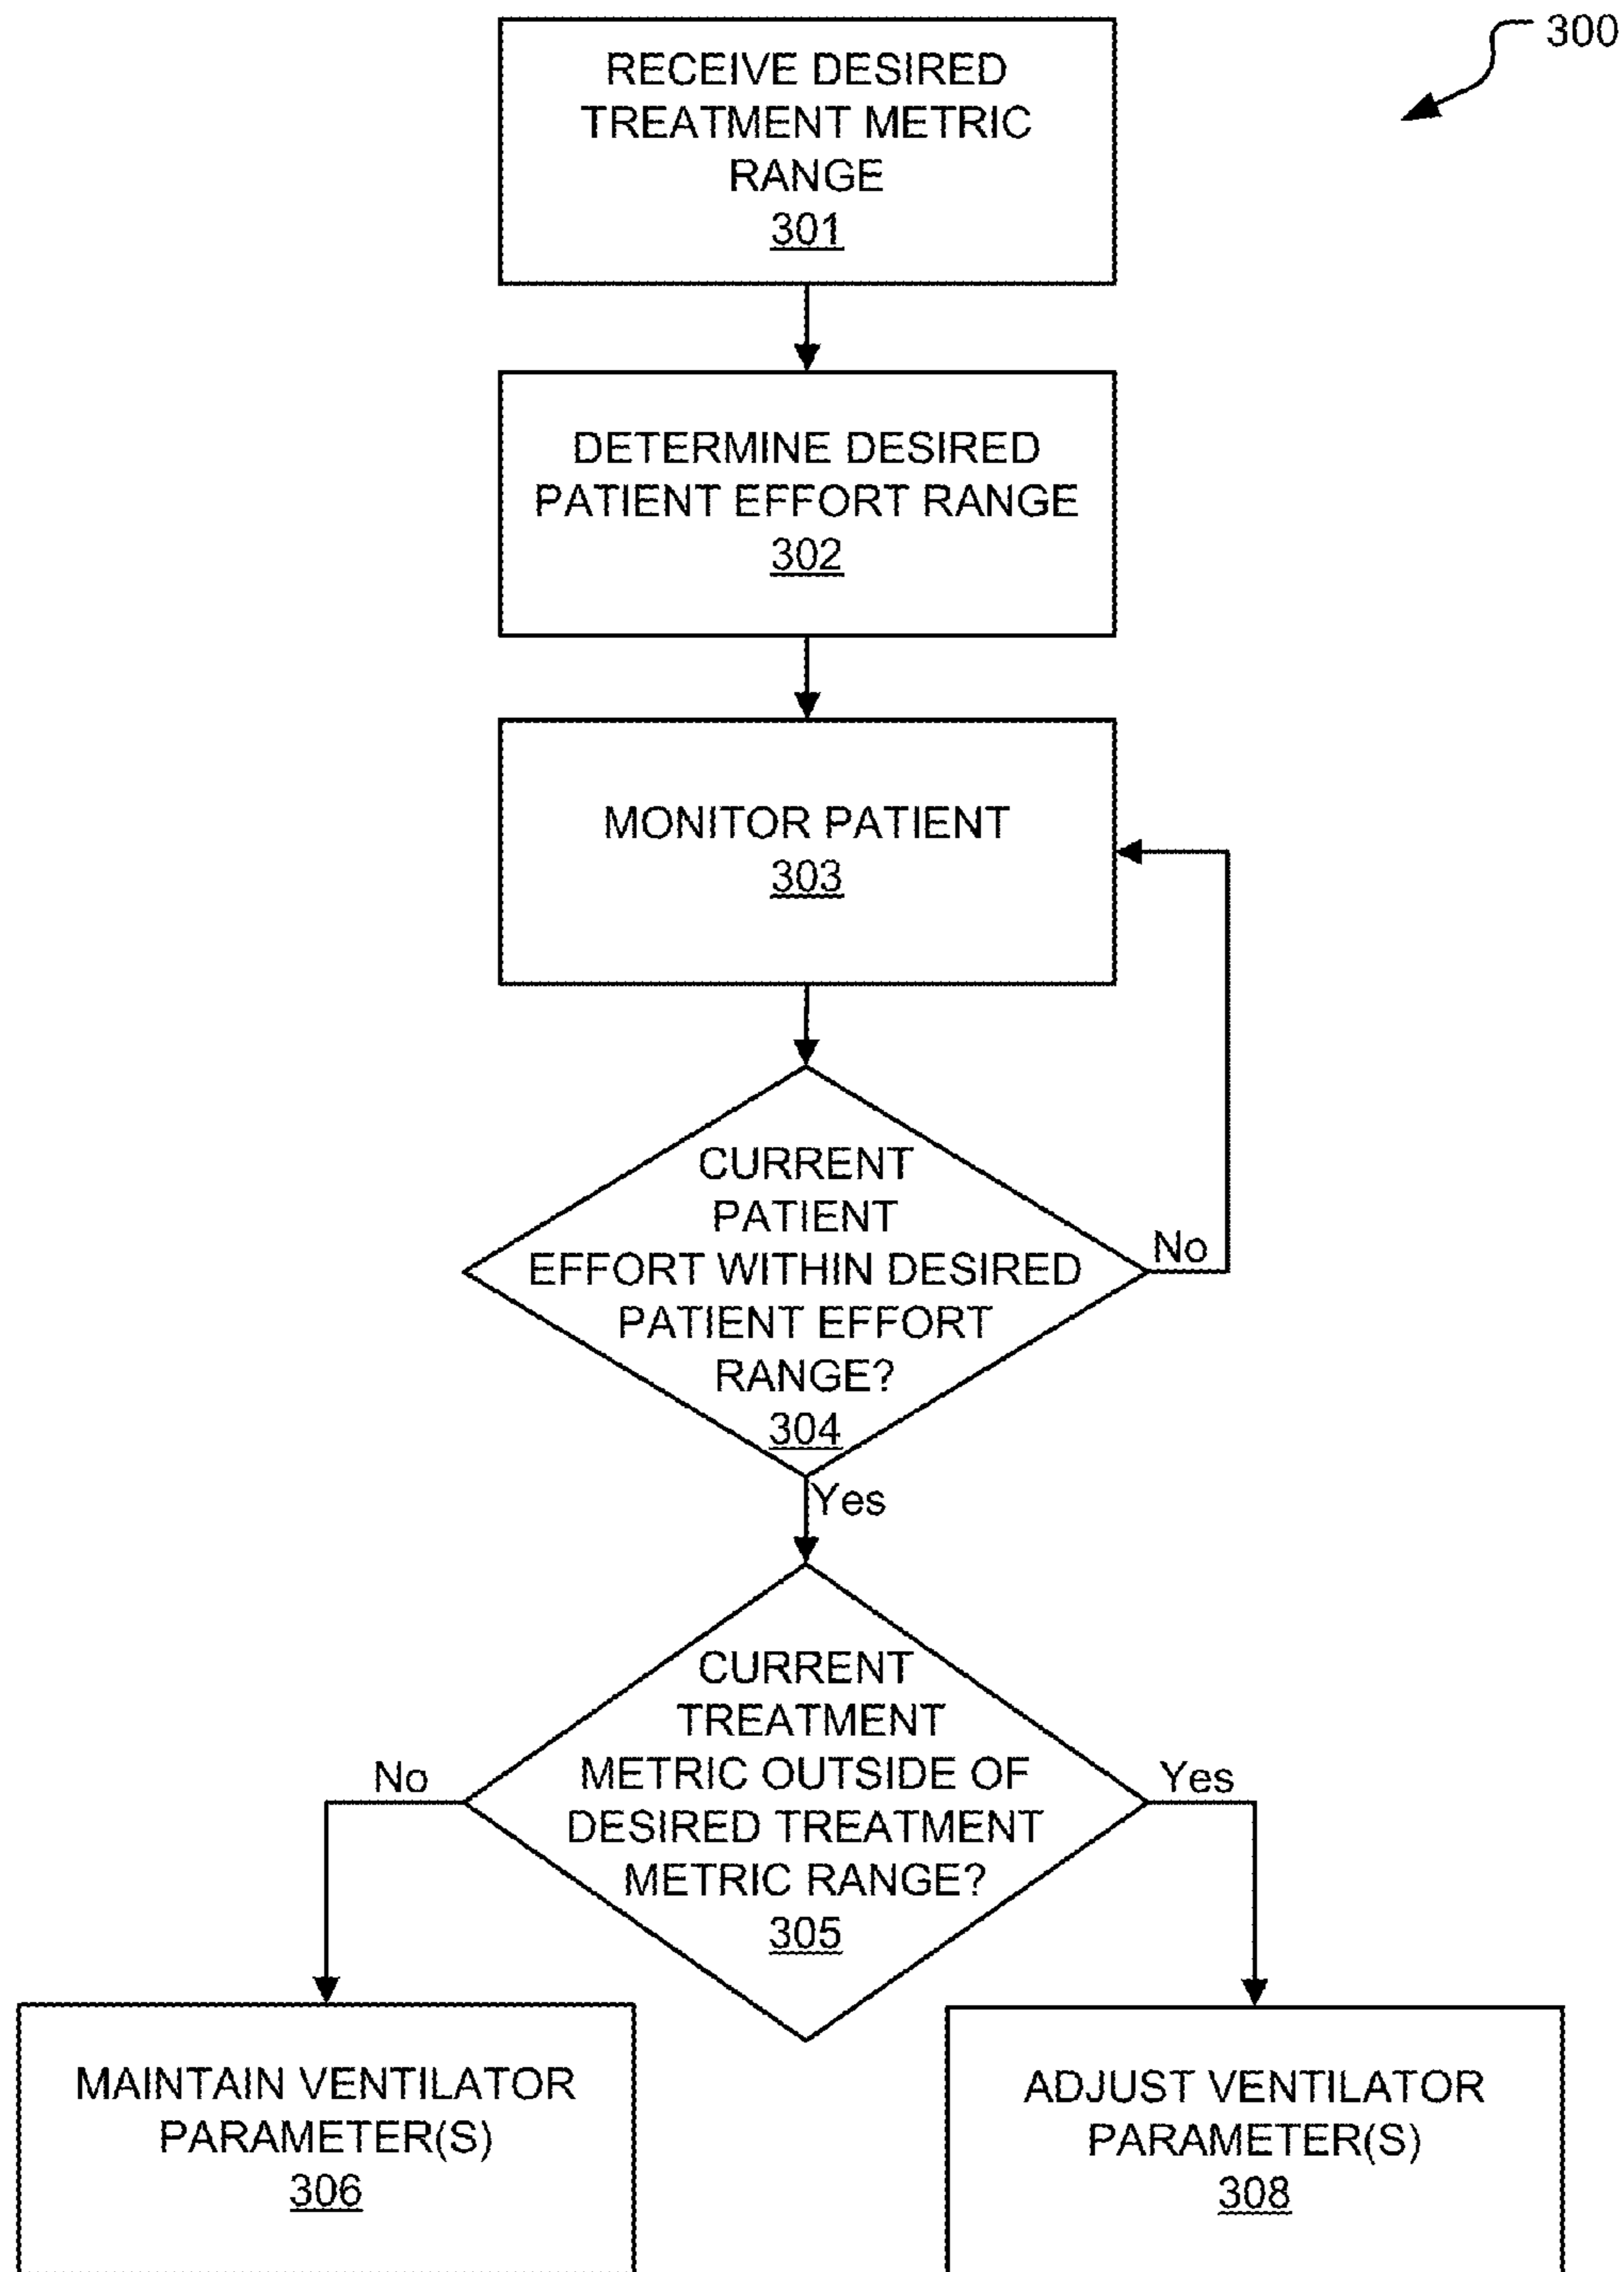 300
RECEIVE DESIRED
TREATMENT METRIC
RANGE
301
DETERMINE DESIRED
PATIENT EFFORT RANGE
302
MONITOR PATIENT
303
CURRENT
PATIENT
EFFORT WITHIN DESIRED
PATIENT EFFORT
RANGE?
304
No
Yes
CURRENT
TREATMENT
METRIC OUTSIDE OF
DESIRED TREATMENT
METRIC RANGE?
305
No
Yes
MAINTAIN VENTILATOR
PARAMETER(S)
306
ADJUST VENTILATOR
PARAMETER(S)
308